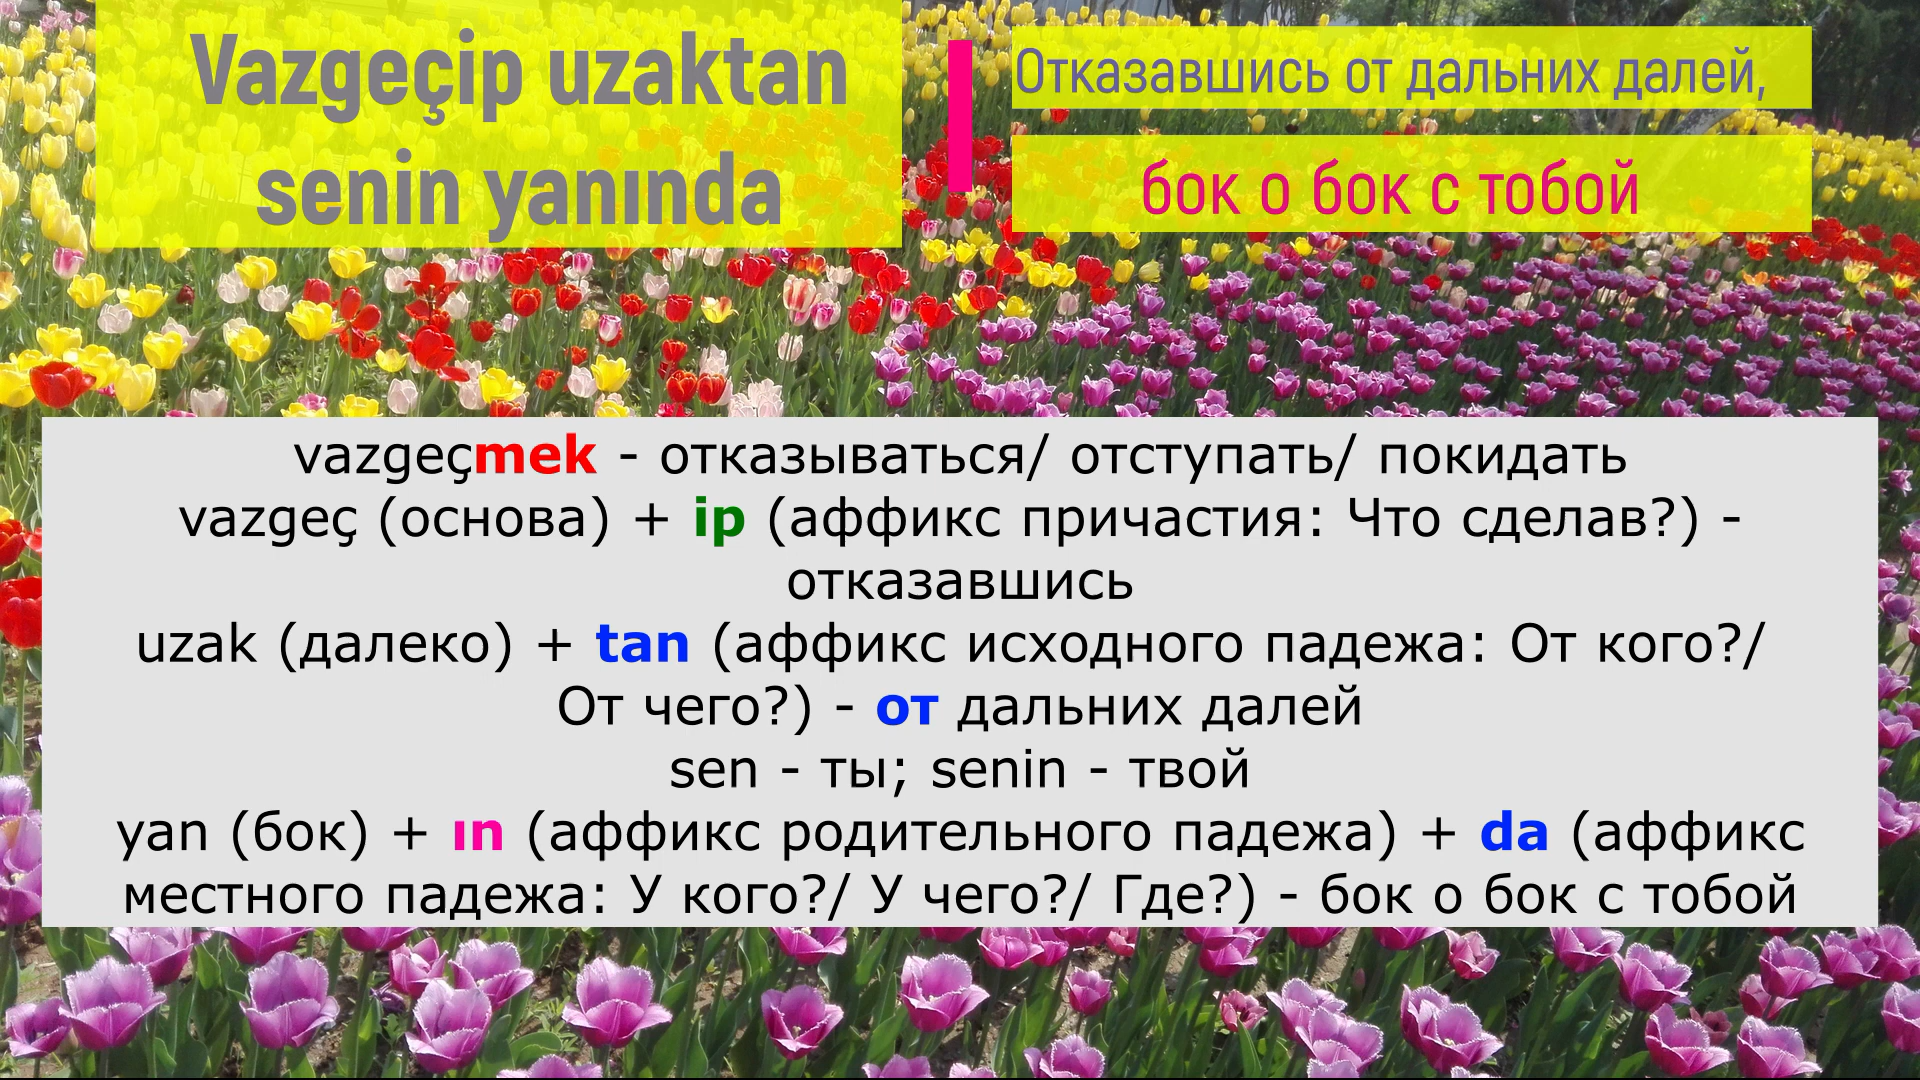 Vazgeçip uzaktan
senin yanında
Отказавшись от дальних далей,
бок о бок с тобой
vazgeçmek - отказываться/ отступать/ покидать
vazgeç (основа) + ip (аффикс причастия: Что сделав?) -
отказавшись
uzak (далеко) + tan (аффикс исходного падежа: От кого?/
От чего?) - от дальних далей
sen - ты; senin - твой
yan (бок) + ın (аффикс родительного падежа) + da (аффикс
местного падежа: У кого?/ У чего?/ Где?) - бок о бок с тобой